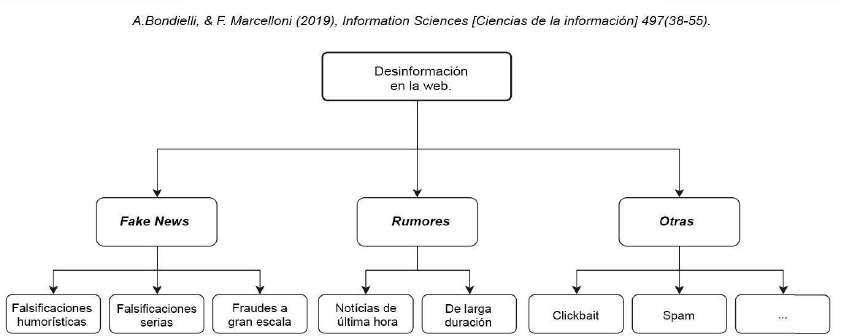 A.Bondielli, & F. Marcelloni (2019), Information Sciences [Ciencias de la información] 497(38-55).
Desinformación
en la web.
Fake News
Rumores
Otras
Falsificaciones
humorísticas
Falsificaciones
serias
Fraudes a
gran escala
Notícias de
última hora
De larga
duración
Clickbait
Spam
...